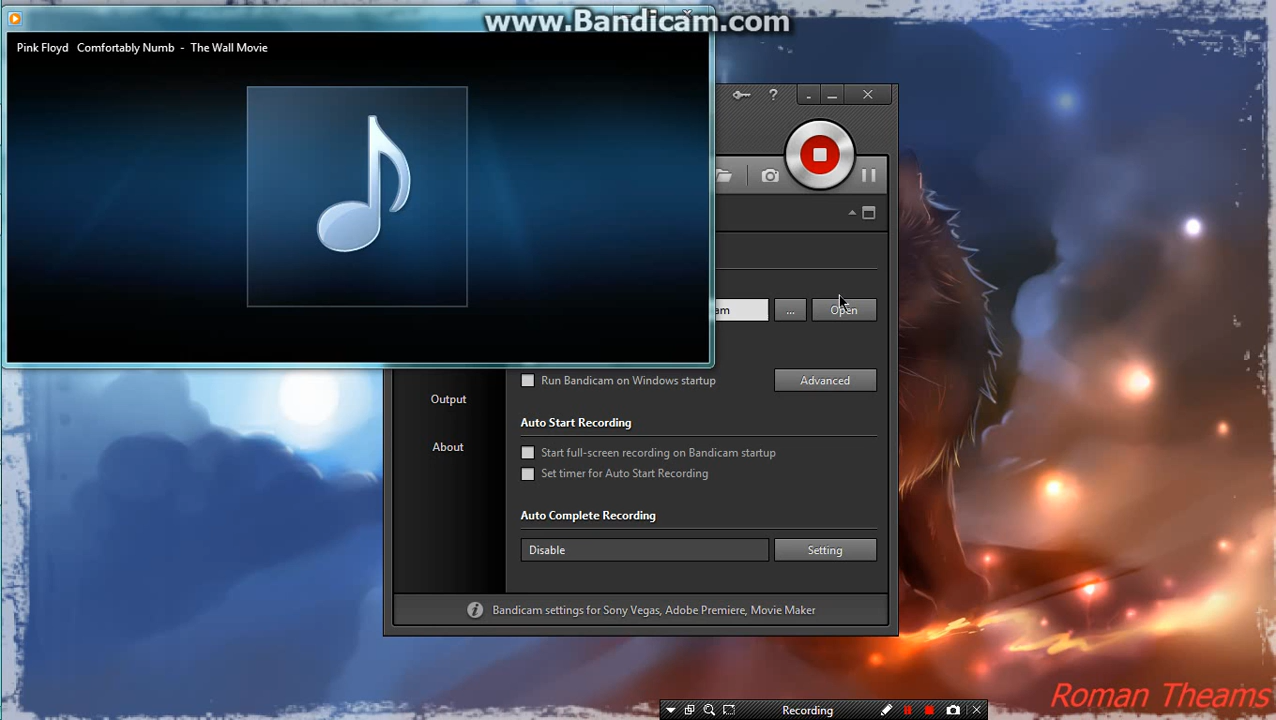 www.Bandicam.com
Pink Floyd Comfortably Numb - The Wall Movie
?
am
...
Open
Run Bandicam on Windows startup
Advanced
Output
Auto Start Recording
About
Start full-screen recording on Bandicam startup
Set timer for Auto Start Recording
Auto Complete Recording
Disable
Setting
Bandicam settings for Sony Vegas, Adobe Premiere, Movie Maker
Roman Theams
Recording